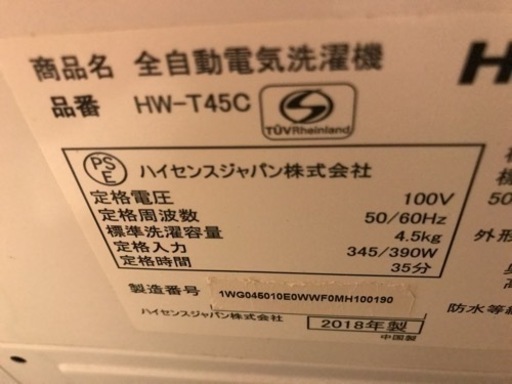 商品名 全自動電気洗濯機
品番 HW-T45C
S
TÜVRheinland
PS
E
ハイセンスジャパン株式会社
定格電圧 100V
定格周波数 50/60Hz
標準洗濯容量 4.5kg
定格入力 345/390W
定格時間 35分
製造番号 1WG045010E0WWF0MH100190
ハイセンスジャパン株式会社 2018年製
中国製
H
50
外形
防水等